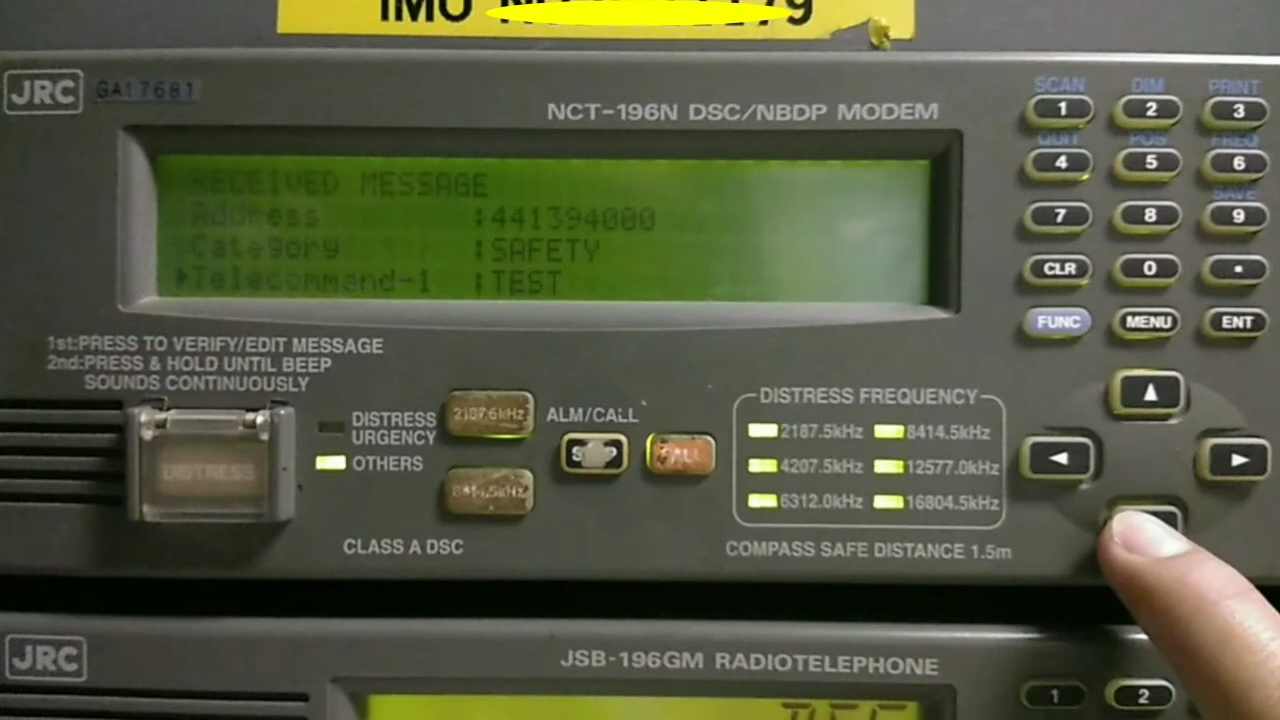 IMO
JRC
GA17681
NCT-196N DSC/NBDP MODEM
RECEIVED MESSAGE
Address :441394000
Category :SAFETY
▶Telecommand-1 :TEST
SCAN DIM PRINT
1 2 3
QUIT POS FREQ
4 5 6
SAVE
7 8 9
CLR 0 •
FUNC MENU ENT
1st:PRESS TO VERIFY/EDIT MESSAGE
2nd:PRESS & HOLD UNTIL BEEP
SOUNDS CONTINUOUSLY
DISTRESS
DISTRESS
URGENCY
OTHERS
2187.5kHz
8414.5kHz
CLASS A DSC
ALM/CALL
CALL
DISTRESS FREQUENCY
2187.5kHz 8414.5kHz
4207.5kHz 12577.0kHz
6312.0kHz 16804.5kHz
COMPASS SAFE DISTANCE 1.5m
▲
◀ ▶
JRC
JSB-196GM RADIOTELEPHONE
1 2